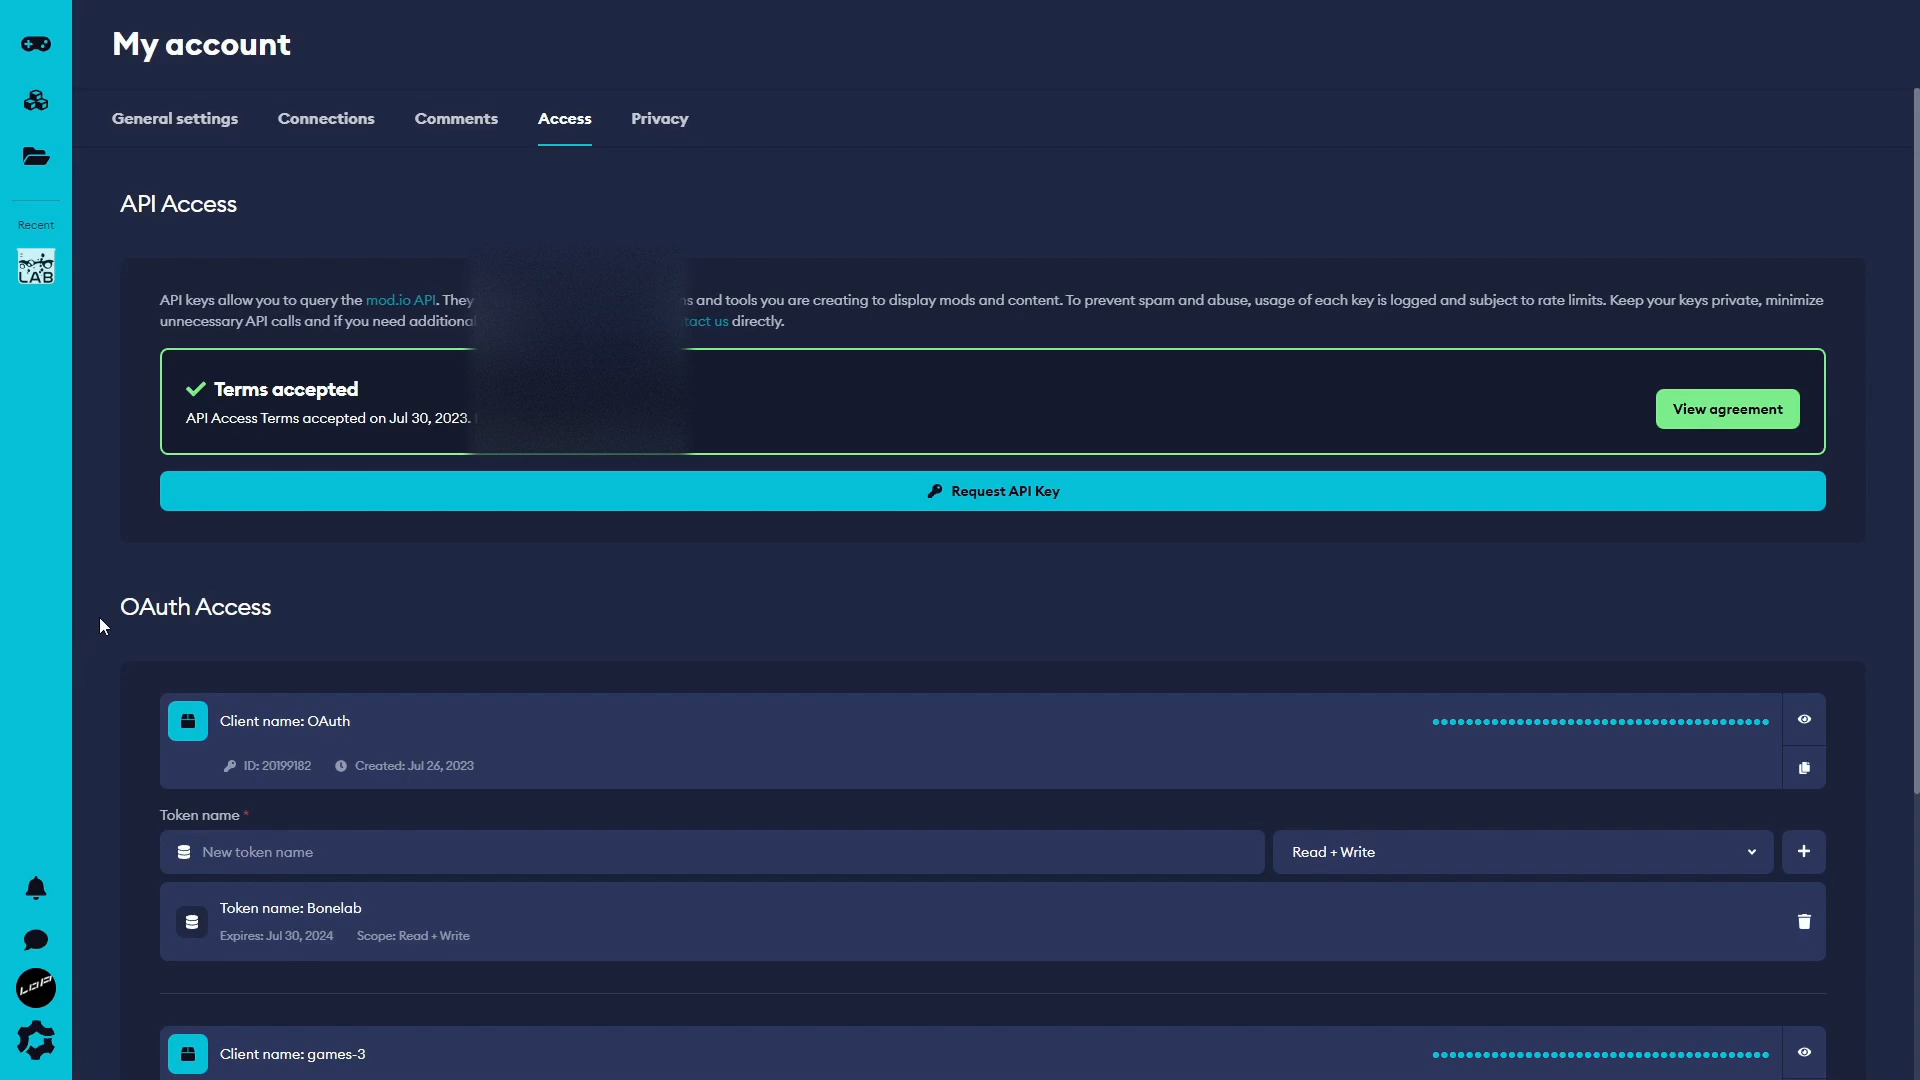 My account
General settings Connections Comments Access Privacy
Recent
LAB
API Access
API keys allow you to query the mod.io API. They and tools you are creating to display mods and content. To prevent spam and abuse, usage of each key is logged and subject to rate limits. Keep your keys private, minimize
unnecessary API calls and if you need additional us directly.
Terms accepted
API Access Terms accepted on Jul 30, 2023.
View agreement
Request API Key
OAuth Access
Client name: OAuth
ID: 20199182 Created: Jul 26, 2023
Token name *
New token name
Read + Write
Token name: Bonelab
Expires: Jul 30, 2024 Scope: Read + Write
Client name: games-3